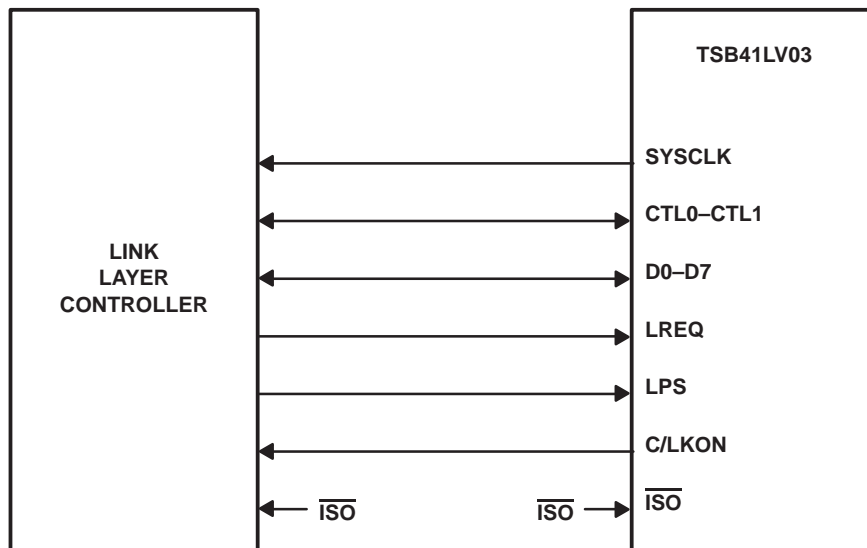 TSB41LV03
SYSCLK
CTL0–CTL1
LINK
LAYER
CONTROLLER
D0–D7
LREQ
LPS
C/LKON
ISO
ISO
ISO